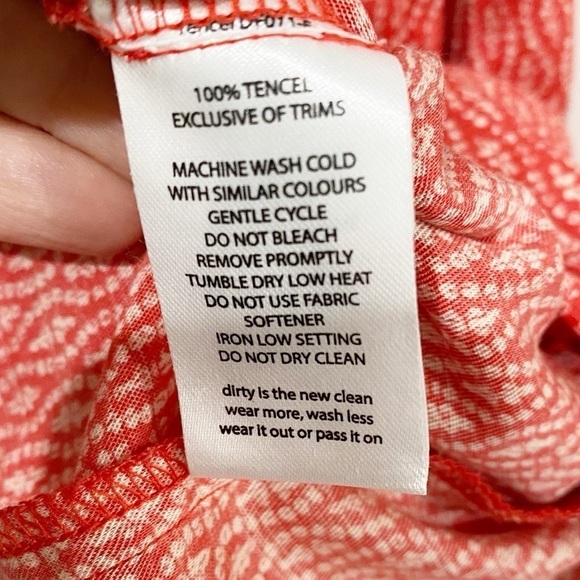 100% TENCEL
EXCLUSIVE OF TRIMS
MACHINE WASH COLD
WITH SIMILAR COLOURS
GENTLE CYCLE
DO NOT BLEACH
REMOVE PROMPTLY
TUMBLE DRY LOW HEAT
DO NOT USE FABRIC
SOFTENER
IRON LOW SETTING
DO NOT DRY CLEAN
dirty is the new clean
wear more, wash less
wear it out or pass it on